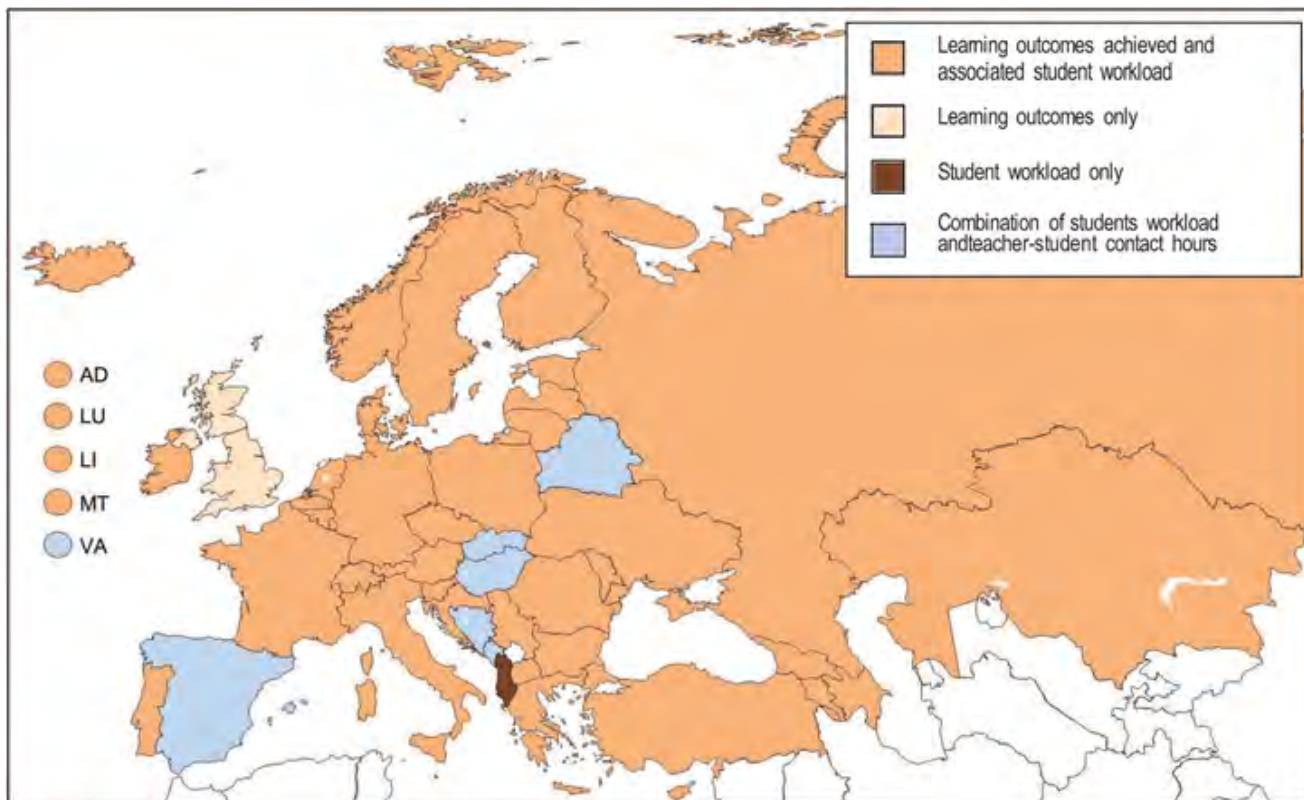 Learning outcomes achieved and
associated student workload
Learning outcomes only
Student workload only
Combination of students workload
andteacher-student contact hours
AD
LU
LI
MT
VA